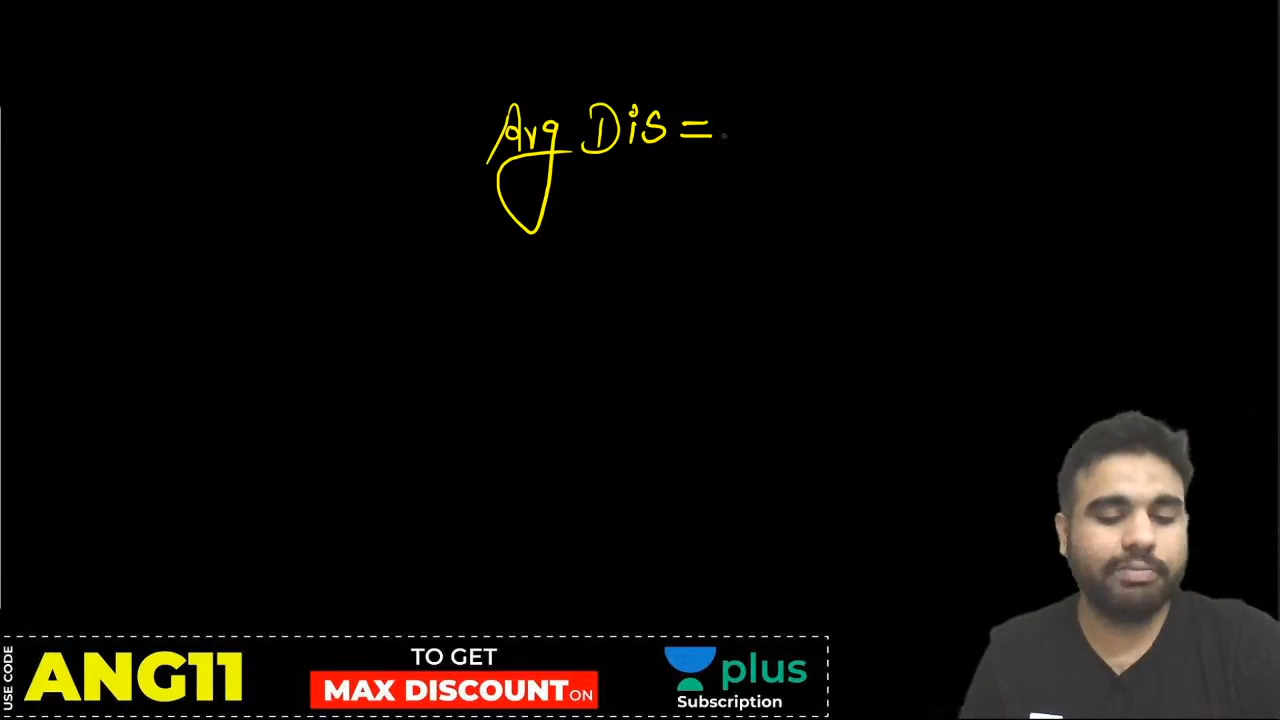 Avg Dis =
USE CODE
ANG11
TO GET
MAX DISCOUNT ON
plus
Subscription